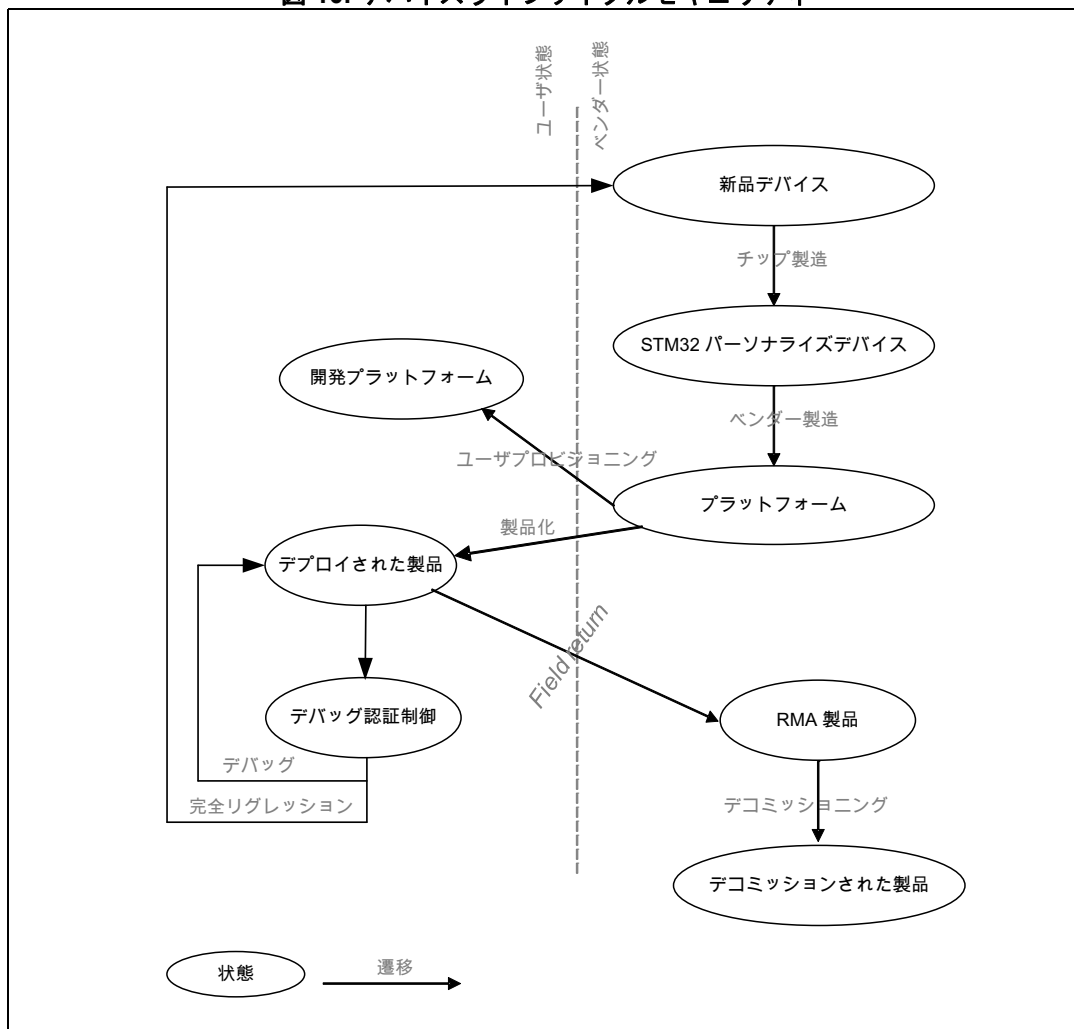 ユーザ状態
ベンダー状態
新品デバイス
チップ製造
STM32 パーソナライズデバイス
開発プラットフォーム
ベンダー製造
ユーザプロビジョニング
プラットフォーム
製品化
デプロイされた製品
Field return
デバッグ認証制御
RMA 製品
デバッグ
完全リグレッション
デコミッショニング
デコミッションされた製品
状態
遷移